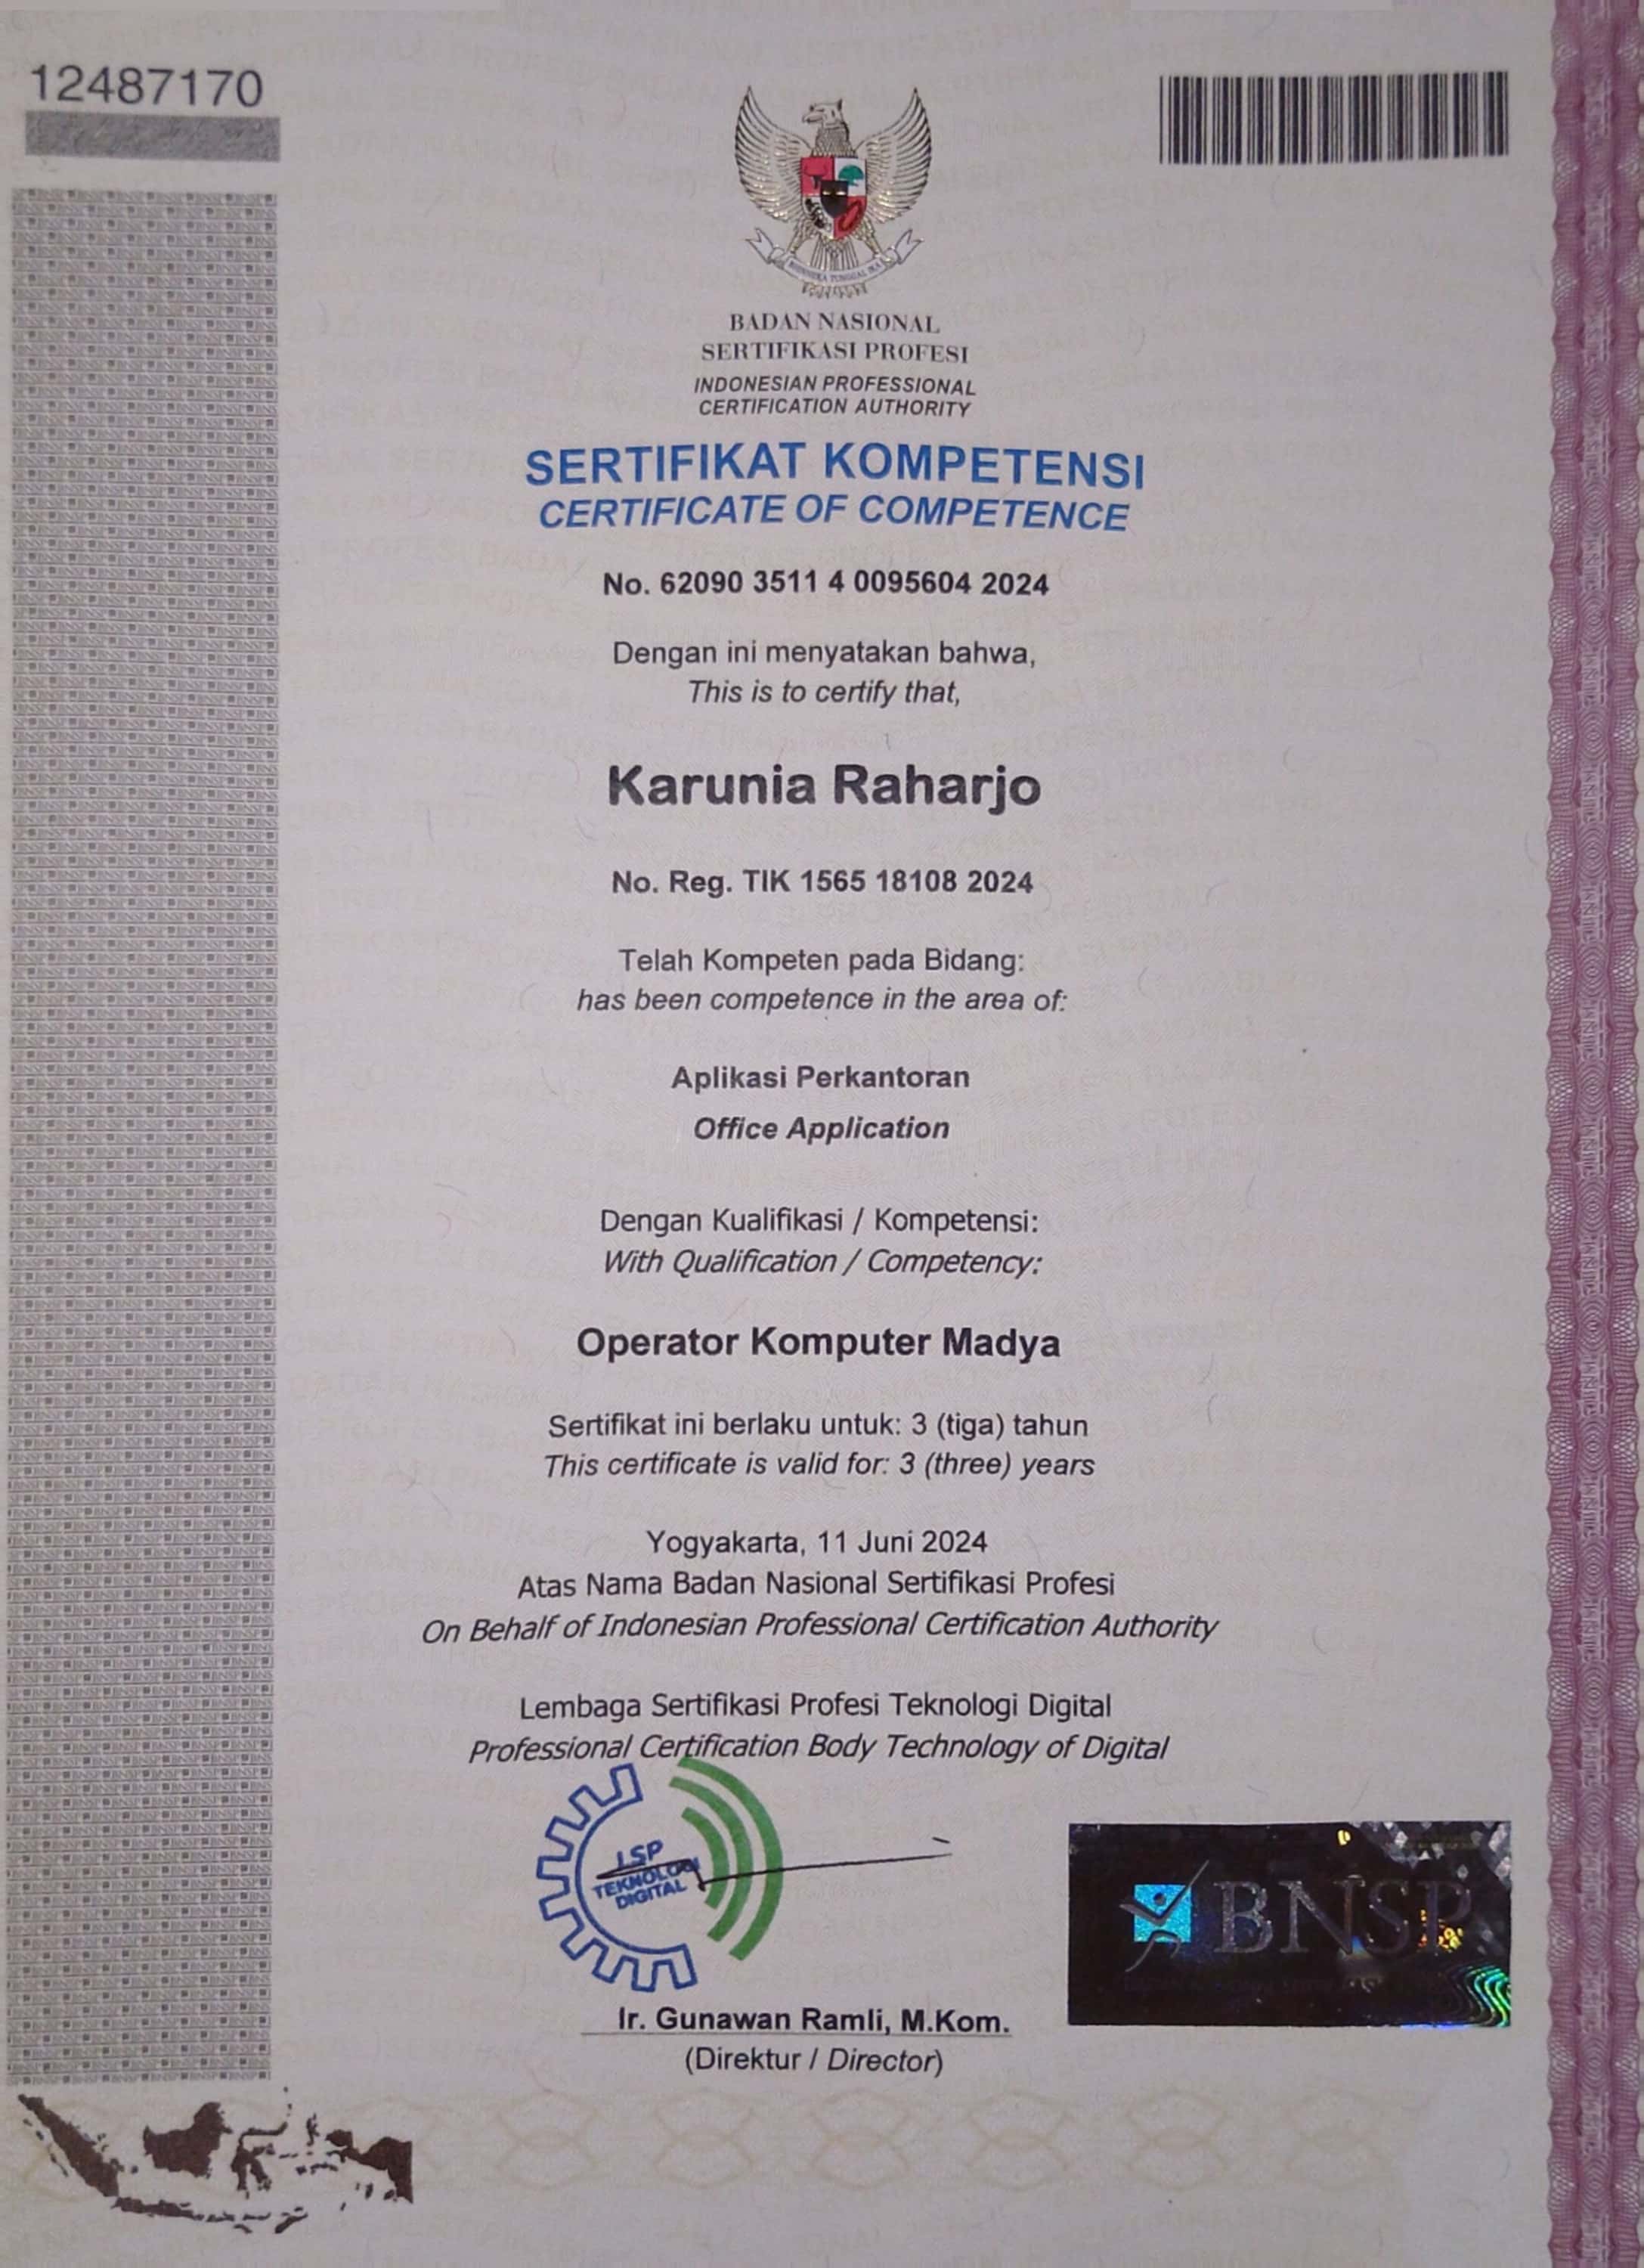 12487170
BHINNEKA TUNGGAL IKA
BADAN NASIONAL
SERTIFIKASI PROFESI
INDONESIAN PROFESSIONAL
CERTIFICATION AUTHORITY
SERTIFIKAT KOMPETENSI
CERTIFICATE OF COMPETENCE
No. 62090 3511 4 0095604 2024
Dengan ini menyatakan bahwa,
This is to certify that,
Karunia Raharjo
No. Reg. TIK 1565 18108 2024
Telah Kompeten pada Bidang:
has been competence in the area of:
Aplikasi Perkantoran
Office Application
Dengan Kualifikasi / Kompetensi:
With Qualification / Competency:
Operator Komputer Madya
Sertifikat ini berlaku untuk: 3 (tiga) tahun
This certificate is valid for: 3 (three) years
Yogyakarta, 11 Juni 2024
Atas Nama Badan Nasional Sertifikasi Profesi
On Behalf of Indonesian Professional Certification Authority
Lembaga Sertifikasi Profesi Teknologi Digital
Professional Certification Body Technology of Digital
LSP
TEKNOLOGI
DIGITAL
BNSP
Ir. Gunawan Ramli, M.Kom.
(Direktur / Director)